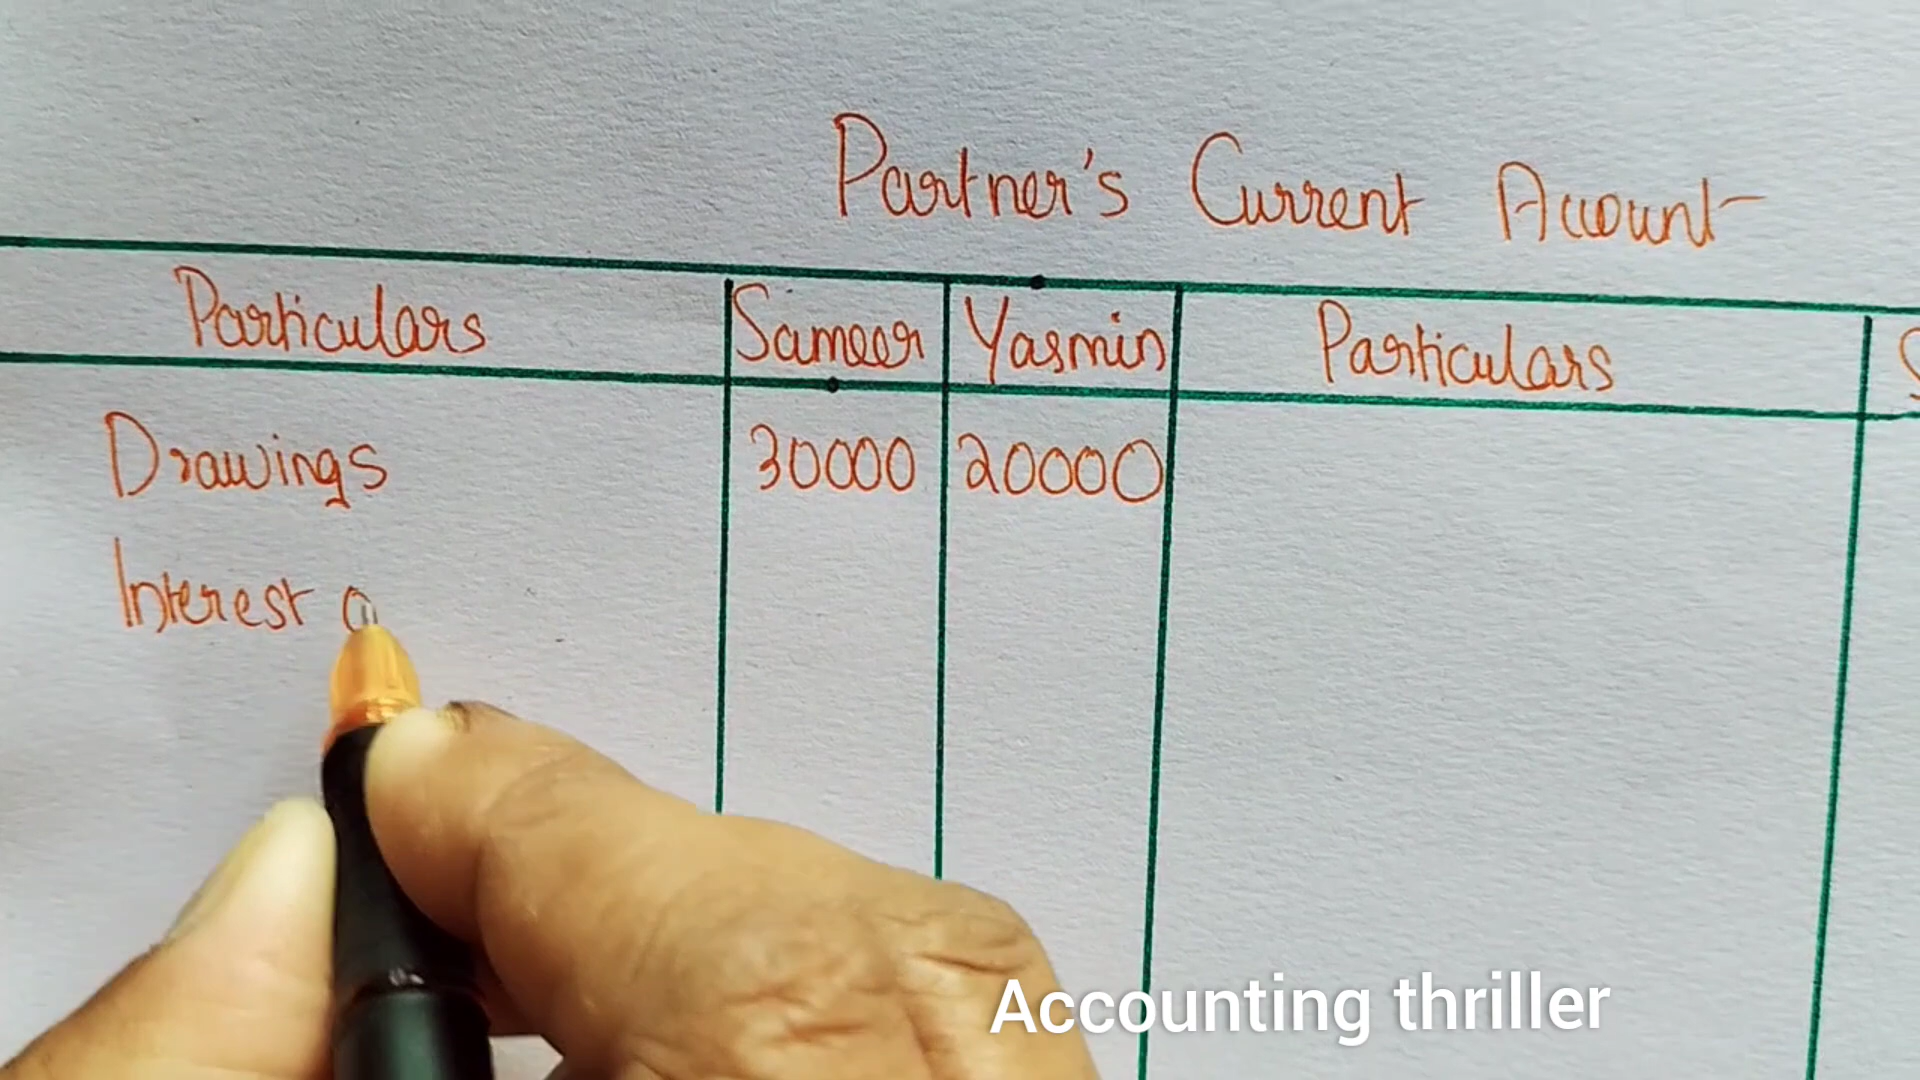 Partner's Current Account
Particulars Sameer Yasmin Particulars
Drawings 30000 20000
Interest
Accounting thriller